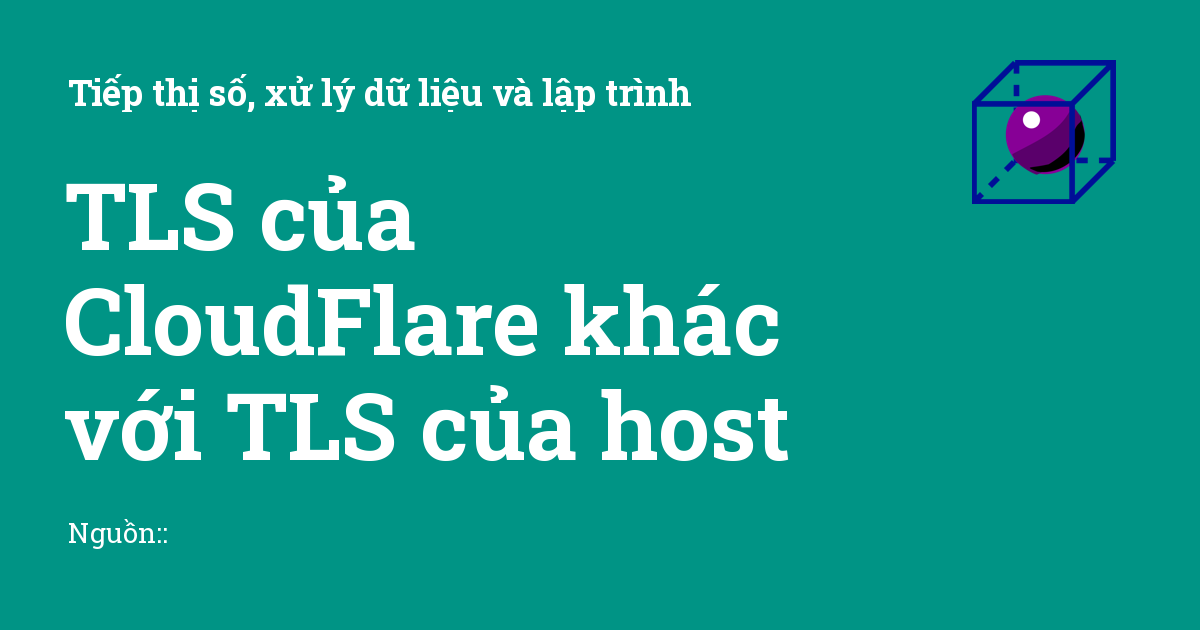 Tiếp thị số, xử lý dữ liệu và lập trình
TLS của
CloudFlare khác
với TLS của host
Nguồn::